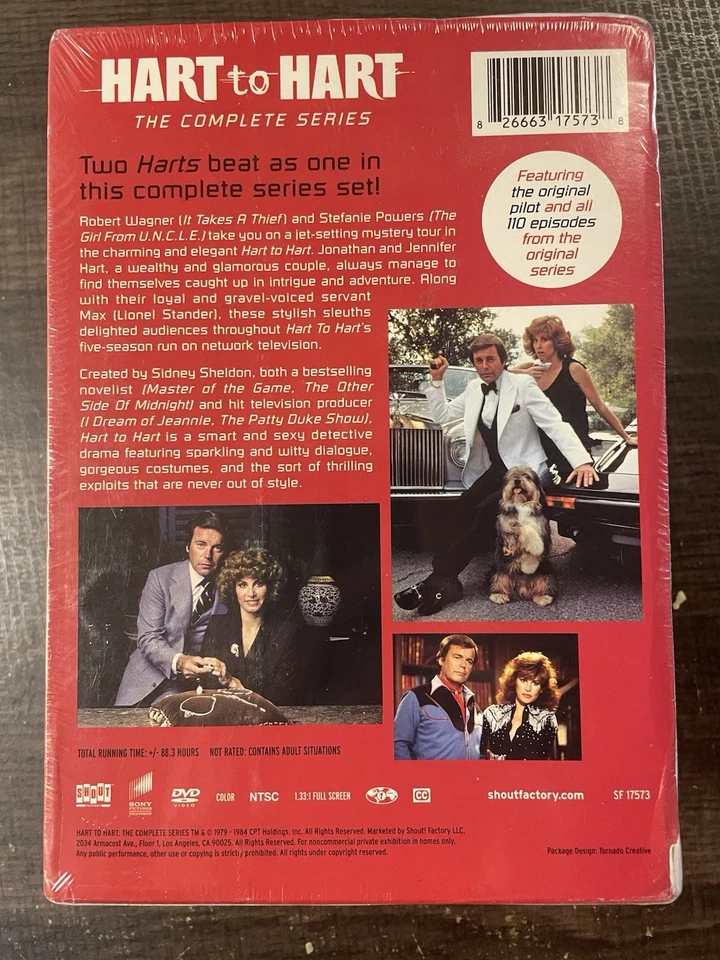 HART to HART
THE COMPLETE SERIES
8 26663 17573 8
Two Harts beat as one in
this complete series set!
Robert Wagner (It Takes A Thief) and Stefanie Powers (The
Girl From U.N.C.L.E.) take you on a jet-setting mystery tour in
the charming and elegant Hart to Hart. Jonathan and Jennifer
Hart, a wealthy and glamorous couple, always manage to
find themselves caught up in intrigue and adventure. Along
with their loyal and gravel-voiced servant
Max (Lionel Stander), these stylish sleuths
delighted audiences throughout Hart To Hart's
five-season run on network television.
Featuring
the original
pilot and all
110 episodes
from the
original
series
Created by Sidney Sheldon, both a bestselling
novelist (Master of the Game, The Other
Side Of Midnight) and hit television producer
(I Dream of Jeannie, The Patty Duke Show),
Hart to Hart is a smart and sexy detective
drama featuring sparkling and witty dialogue,
gorgeous costumes, and the sort of thrilling
exploits that are never out of style.
TOTAL RUNNING TIME: +/- 88.3 HOURS NOT RATED: CONTAINS ADULT SITUATIONS
SHOUT! SONY PICTURES TELEVISION DVD VIDEO COLOR NTSC 1.33:1 FULL SCREEN CC shoutfactory.com SF 17573
HART TO HART: THE COMPLETE SERIES TM & © 1979 - 1984 CPT Holdings, Inc. All Rights Reserved. Marketed by Shout! Factory LLC,
2034 Armacost Ave., Floor 1, Los Angeles, CA 90025. All Rights Reserved. For noncommercial private exhibition in homes only.
Any public performance, other use or copying is strictly prohibited. All rights under copyright reserved.
Package Design: Tornado Creative